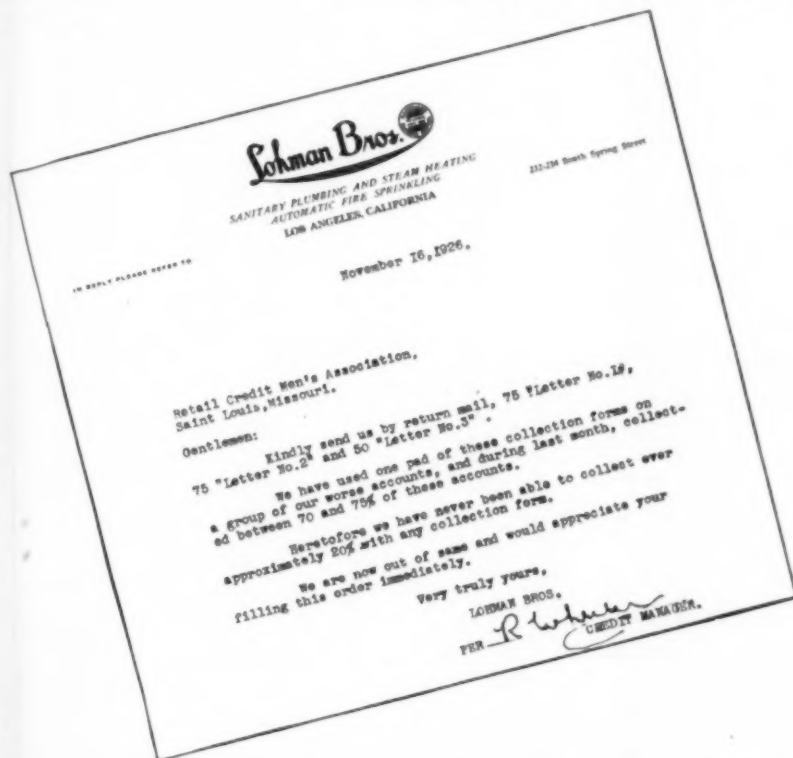 Lohman Bros.
SANITARY PLUMBING AND STEAM HEATING
AUTOMATIC FIRE SPRINKLING
LOS ANGELES, CALIFORNIA
South Spring Street
IN REPLY PLEASE REFER TO
November 16,1926.
Retail Credit Men's Association,
Saint Louis,Missouri.
Gentlemen:
Kindly send us by return mail, 75 "Letter No.1",
75 "Letter No.2" and 50 "Letter No.3" .
We have used one pad of these collection forms on
a group of our worse accounts, and during last month, collect-
ed between 70 and 75% of these accounts.
Heretofore we have never been able to collect over
approximately 20% with any collection form.
We are now out of same and would appreciate your
filling this order immediately.
Very truly yours,
LOHMAN BROS.
PER R
CREDIT MANAGER.